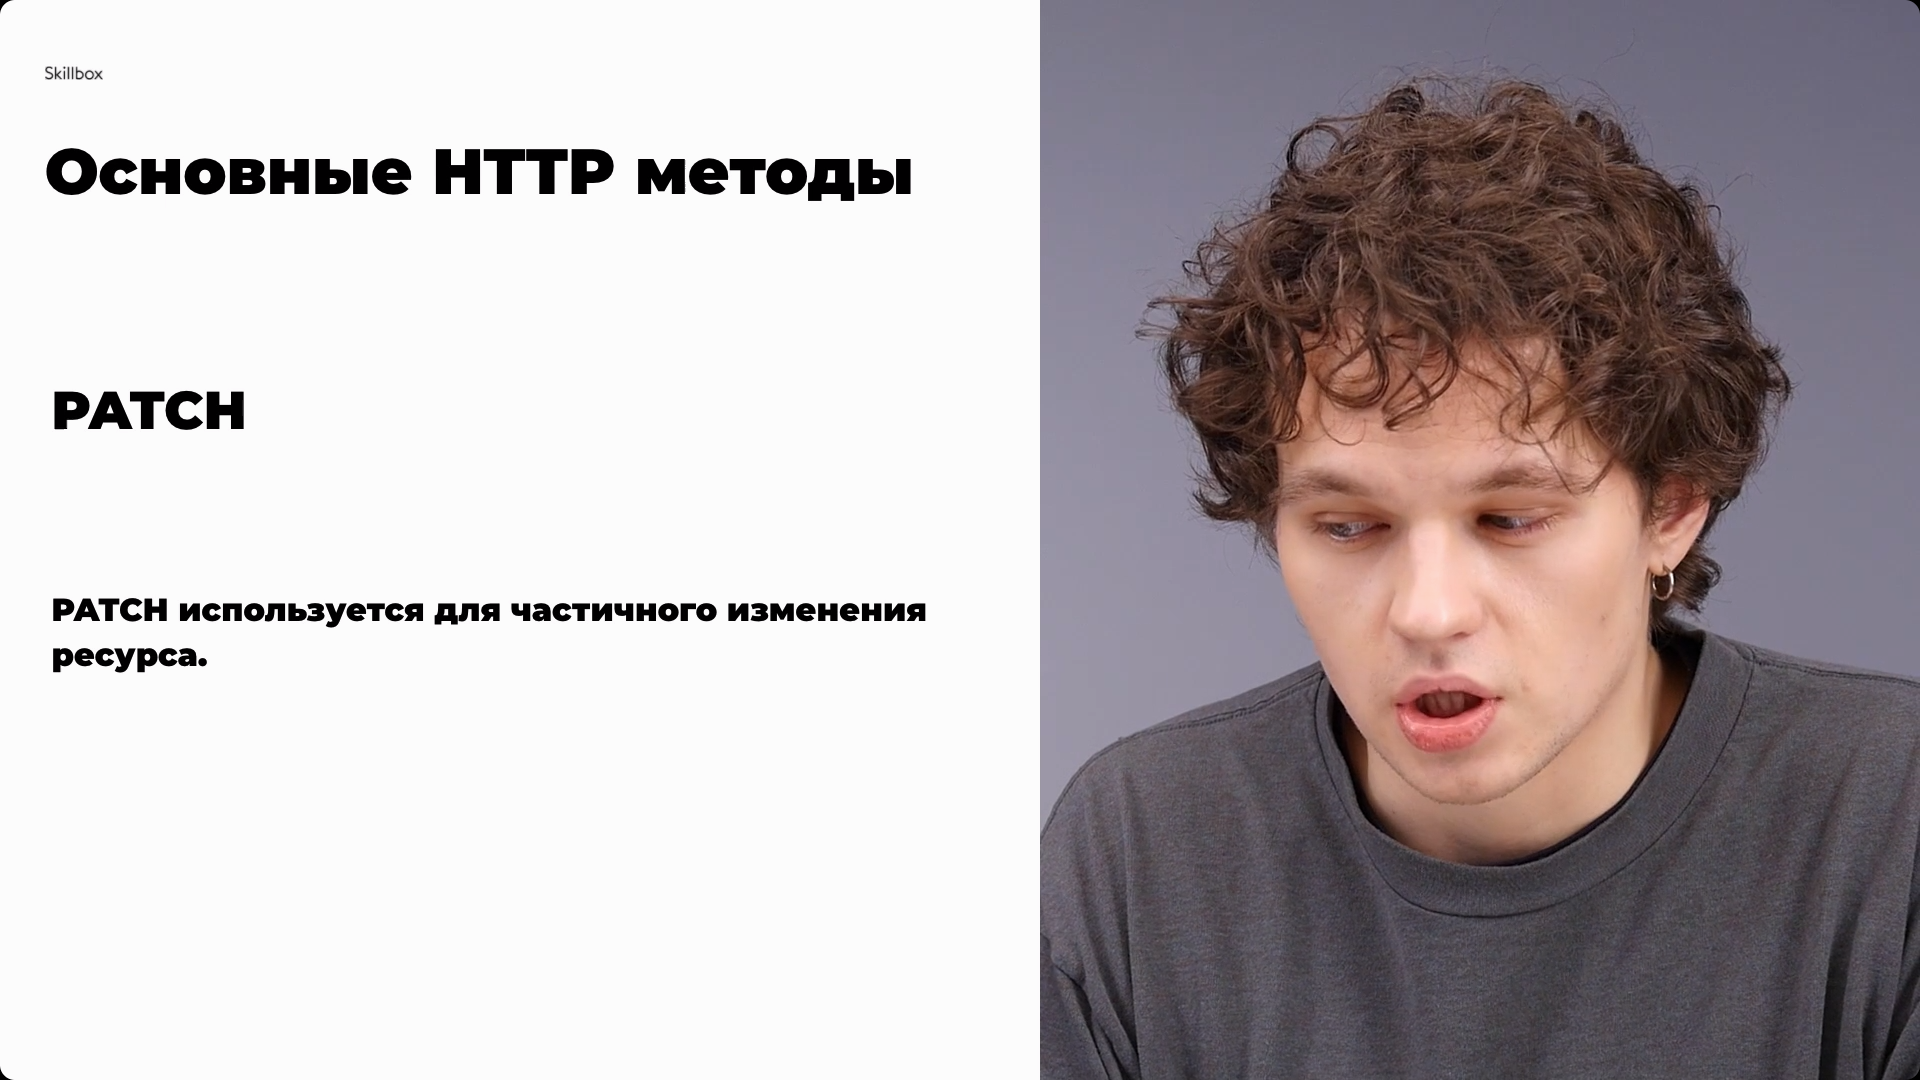 Skillbox
Основные HTTP методы
PATCH
PATCH используется для частичного изменения
ресурса.